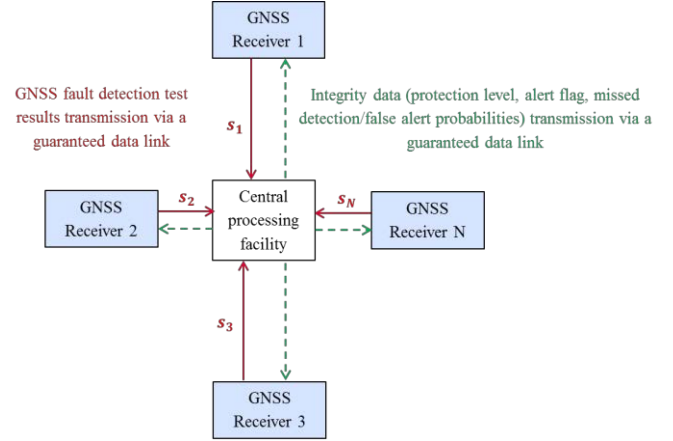 GNSS
Receiver 1
GNSS fault detection test
results transmission via a
guaranteed data link
Integrity data (protection level, alert flag, missed
detection/false alert probabilities) transmission via a
guaranteed data link
s₁
GNSS
Receiver 2
s₂
Central
processing
facility
s_N
GNSS
Receiver N
s₃
GNSS
Receiver 3